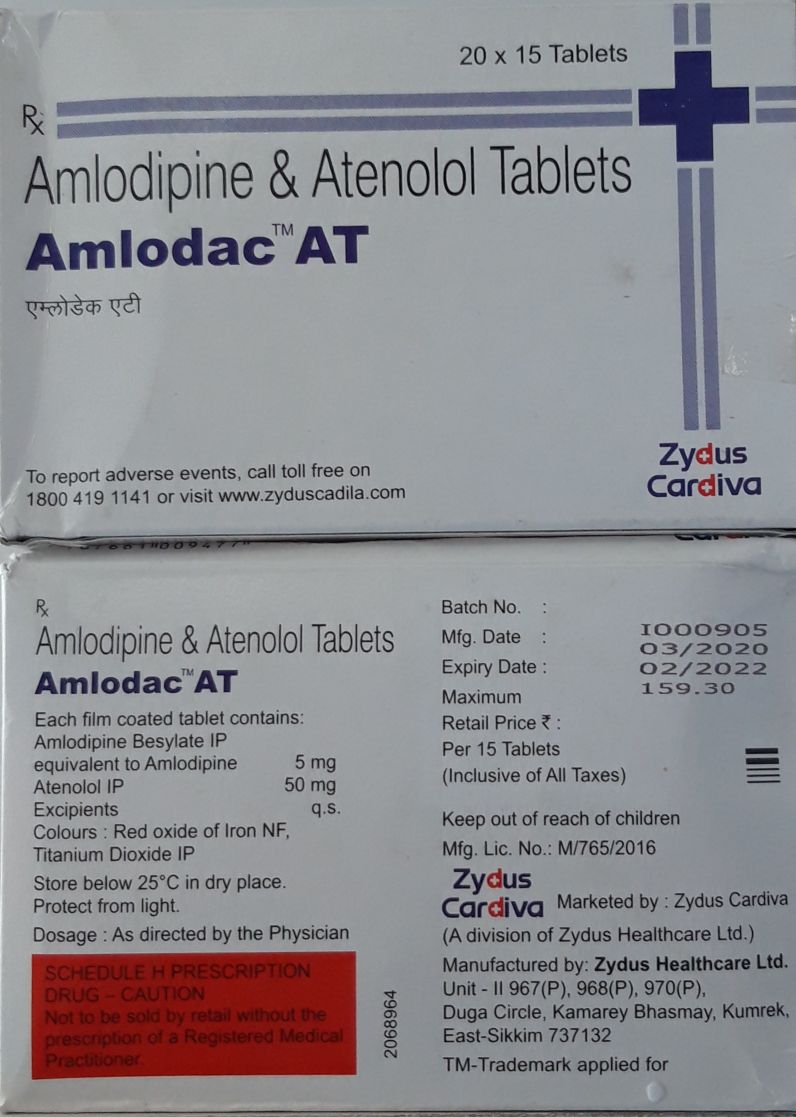 20 x 15 Tablets
Rx
Amlodipine & Atenolol Tablets
Amlodac™ AT
एम्लोडेक एटी
To report adverse events, call toll free on
1800 419 1141 or visit www.zyduscadila.com
Zydus
Cardiva
Rx
Amlodipine & Atenolol Tablets
Amlodac™ AT
Each film coated tablet contains:
Amlodipine Besylate IP
equivalent to Amlodipine 5 mg
Atenolol IP 50 mg
Excipients q.s.
Colours : Red oxide of Iron NF,
Titanium Dioxide IP
Store below 25°C in dry place.
Protect from light.
Dosage : As directed by the Physician
SCHEDULE H PRESCRIPTION
DRUG – CAUTION
Not to be sold by retail without the
prescription of a Registered Medical
Practitioner.
2068964
Batch No. : I000905
Mfg. Date : 03/2020
Expiry Date : 02/2022
Maximum 159.30
Retail Price ₹ :
Per 15 Tablets
(Inclusive of All Taxes)
Keep out of reach of children
Mfg. Lic. No.: M/765/2016
Zydus
Cardiva Marketed by : Zydus Cardiva
(A division of Zydus Healthcare Ltd.)
Manufactured by: Zydus Healthcare Ltd.
Unit - II 967(P), 968(P), 970(P),
Duga Circle, Kamarey Bhasmay, Kumrek,
East-Sikkim 737132
TM-Trademark applied for